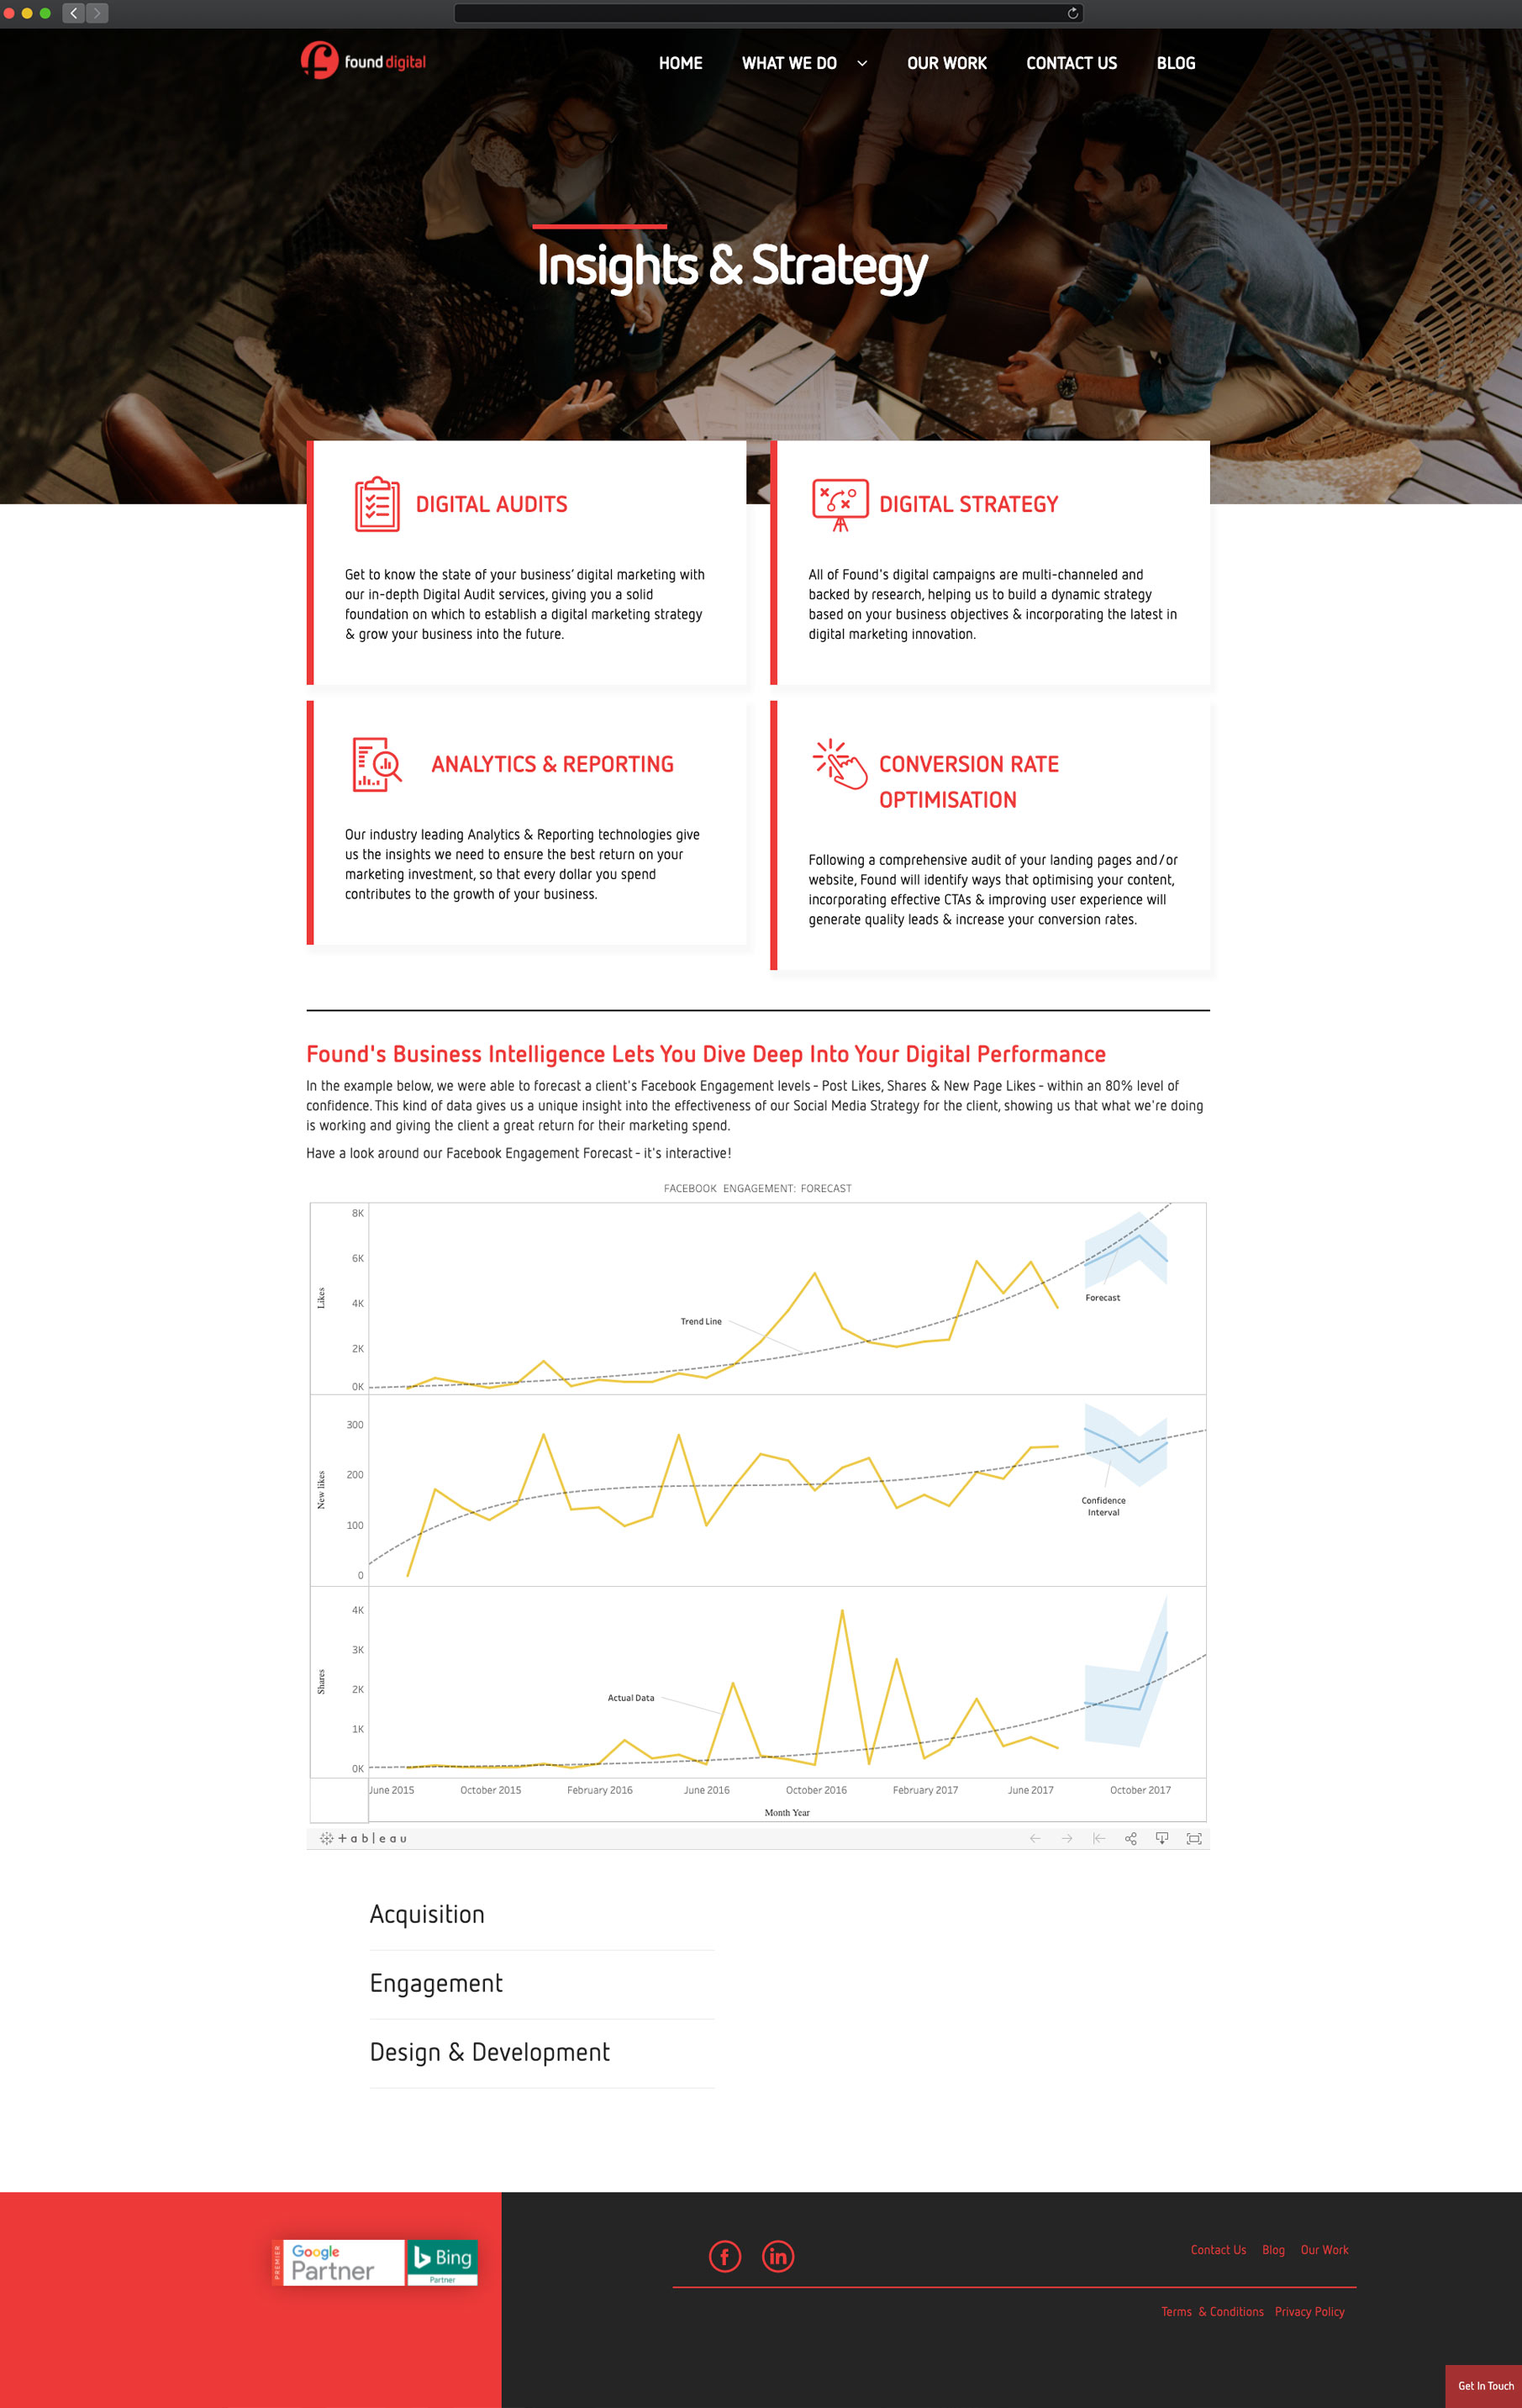 found digital
HOME
WHAT WE DO
OUR WORK
CONTACT US
BLOG
Insights & Strategy
DIGITAL AUDITS
Get to know the state of your business' digital marketing with
our in-depth Digital Audit services, giving you a solid
foundation on which to establish a digital marketing strategy
& grow your business into the future.
DIGITAL STRATEGY
All of Found's digital campaigns are multi-channeled and
backed by research, helping us to build a dynamic strategy
based on your business objectives & incorporating the latest in
digital marketing innovation.
ANALYTICS & REPORTING
Our industry leading Analytics & Reporting technologies give
us the insights we need to ensure the best return on your
marketing investment, so that every dollar you spend
contributes to the growth of your business.
CONVERSION RATE
OPTIMISATION
Following a comprehensive audit of your landing pages and/or
website, Found will identify ways that optimising your content,
incorporating effective CTAs & improving user experience will
generate quality leads & increase your conversion rates.
Found's Business Intelligence Lets You Dive Deep Into Your Digital Performance
In the example below, we were able to forecast a client's Facebook Engagement levels - Post Likes, Shares & New Page Likes - within an 80% level of
confidence. This kind of data gives us a unique insight into the effectiveness of our Social Media Strategy for the client, showing us that what we're doing
is working and giving the client a great return for their marketing spend.
Have a look around our Facebook Engagement Forecast - it's interactive!
FACEBOOK ENGAGEMENT: FORECAST
Likes
8K
6K
4K
2K
0K
Trend Line
Forecast
New likes
300
200
100
0
Confidence
Interval
Shares
4K
3K
2K
1K
0K
Actual Data
June 2015
October 2015
February 2016
June 2016
October 2016
February 2017
June 2017
October 2017
Month Year
+ableau
Acquisition
Engagement
Design & Development
PREMIER
Google
Partner
Bing
Partner
f
in
Contact Us
Blog
Our Work
Terms & Conditions
Privacy Policy
Get In Touch